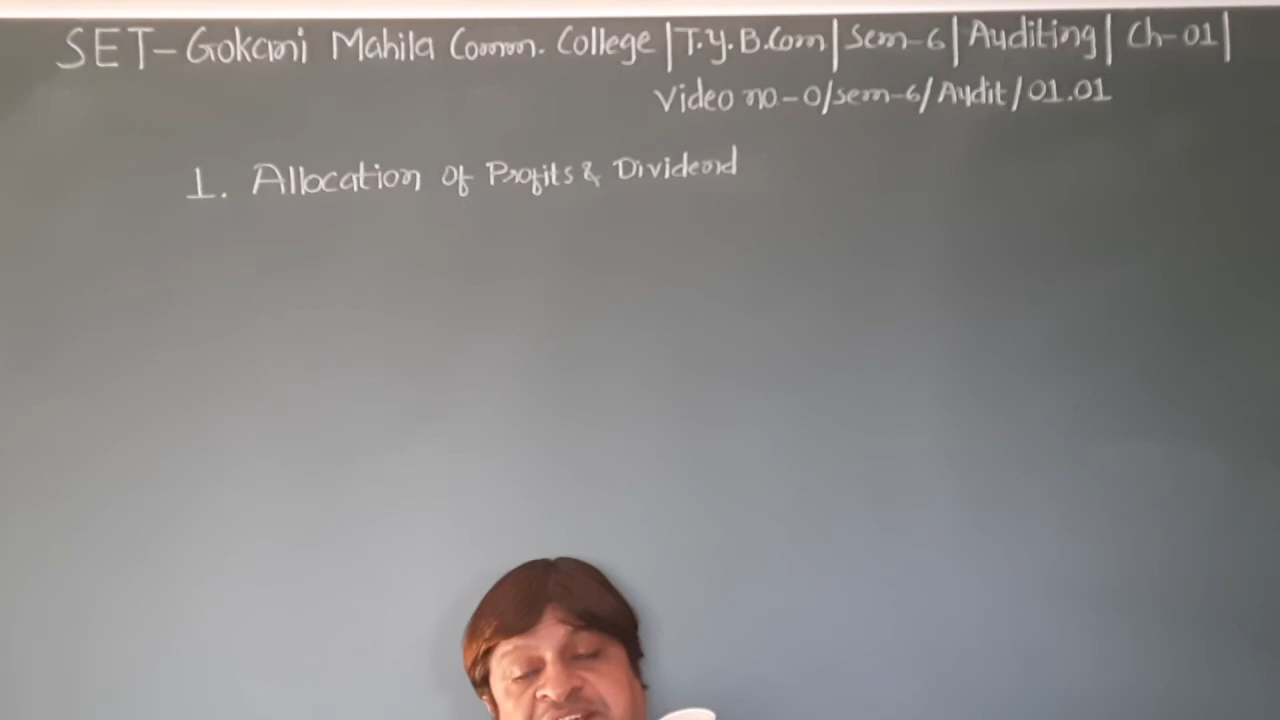 SET-Gokani Mahila Comm. College | T.Y. B.Com | Sem-6 | Auditing | Ch-01 |
Video no-0/sem-6/Audit/01.01
1. Allocation of Profits & Dividend